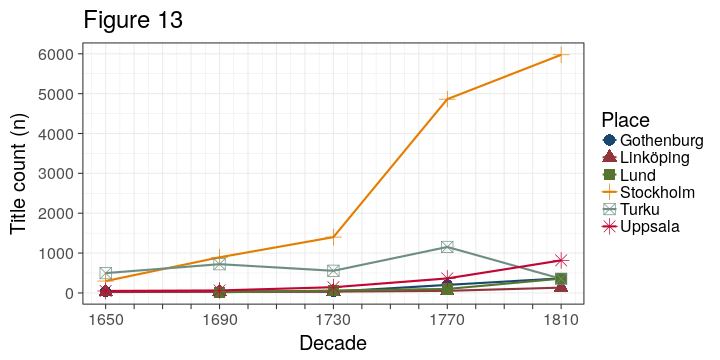 Figure 13
Title count (n)
6000
5000
4000
3000
2000
1000
0
1650 1690 1730 1770 1810
Decade
Place
Gothenburg
Linköping
Lund
Stockholm
Turku
Uppsala